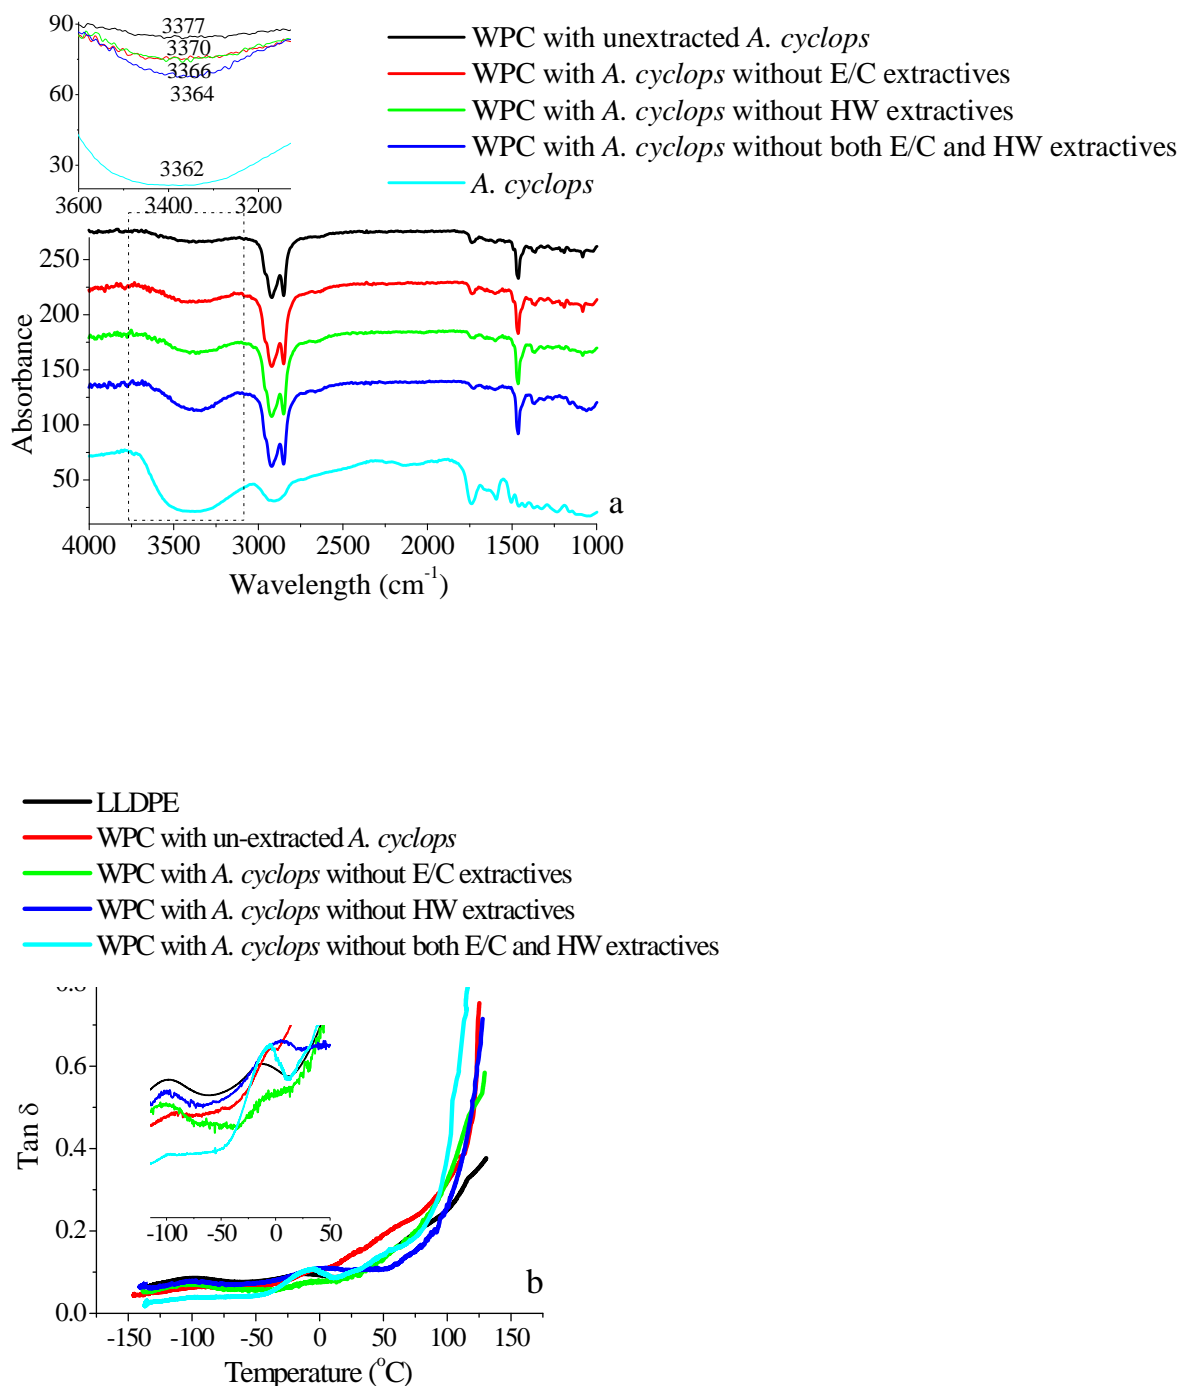 90
60
30
3377
3370
3366
3364
3362
3600
3400
3200
WPC with unextracted A. cyclops
WPC with A. cyclops without E/C extractives
WPC with A. cyclops without HW extractives
WPC with A. cyclops without both E/C and HW extractives
A. cyclops
250
200
150
100
50
Absorbance
a
4000 3500 3000 2500 2000 1500 1000
Wavelength (cm-1)
LLDPE
WPC with un-extracted A. cyclops
WPC with A. cyclops without E/C extractives
WPC with A. cyclops without HW extractives
WPC with A. cyclops without both E/C and HW extractives
0.6
0.4
0.2
0.0
Tan δ
-100 -50 0 50
b
-150 -100 -50 0 50 100 150
Temperature (oC)